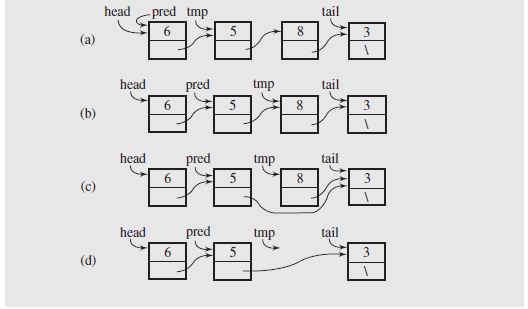 head pred tmp tail
(a) 6 5 8 3
\
head pred tmp tail
(b) 6 5 8 3
\
head pred tmp tail
(c) 6 5 8 3
\
head pred tmp tail
(d) 6 5 3
\